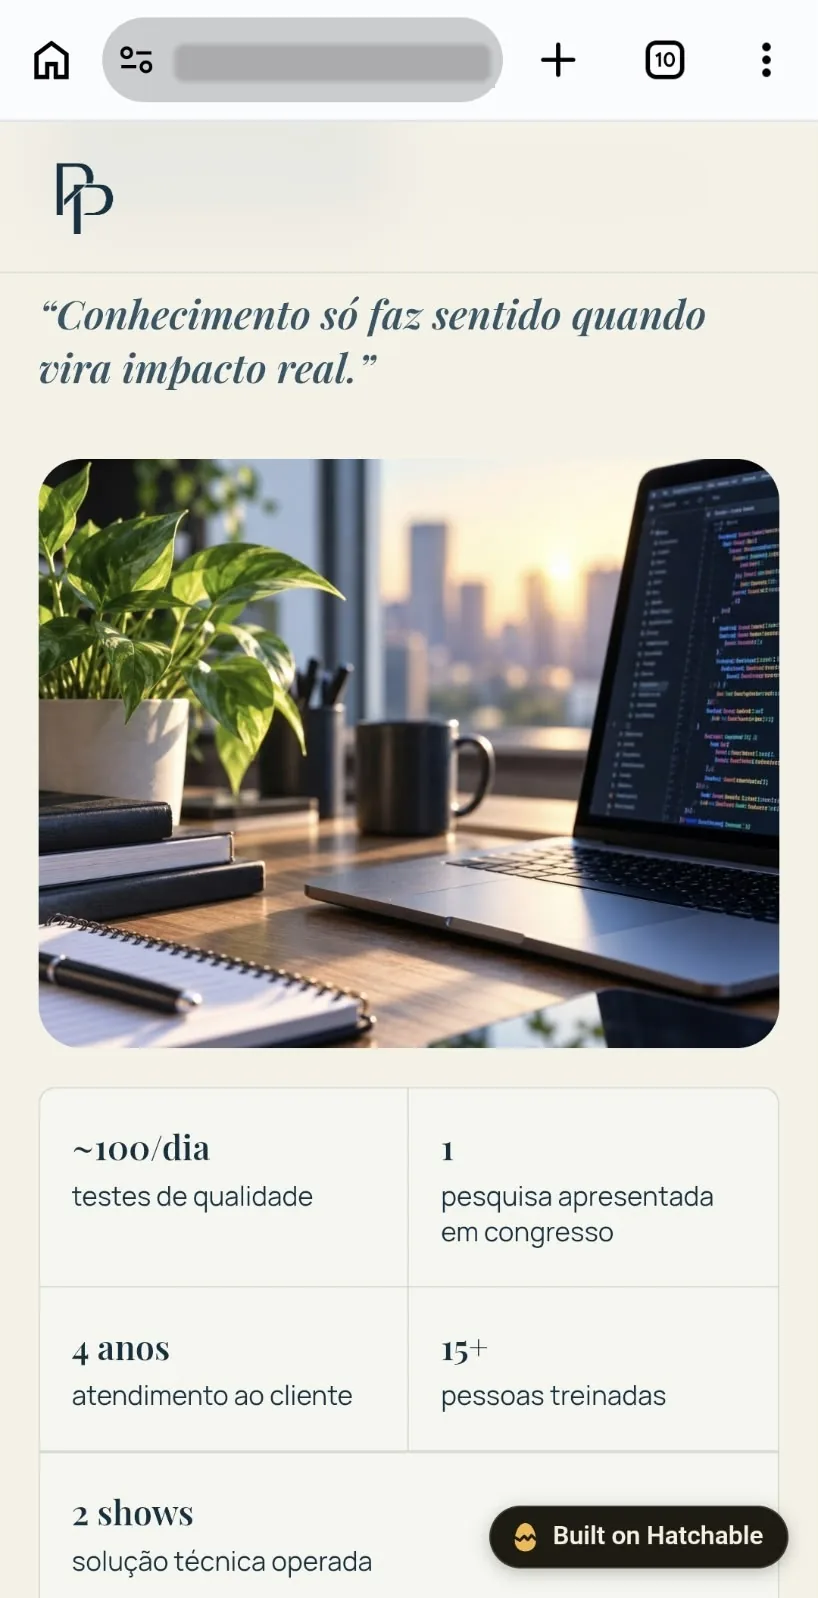 10
PP
“Conhecimento só faz sentido quando
vira impacto real.”
~100/dia
testes de qualidade
1
pesquisa apresentada
em congresso
4 anos
atendimento ao cliente
15+
pessoas treinadas
2 shows
solução técnica operada
Built on Hatchable